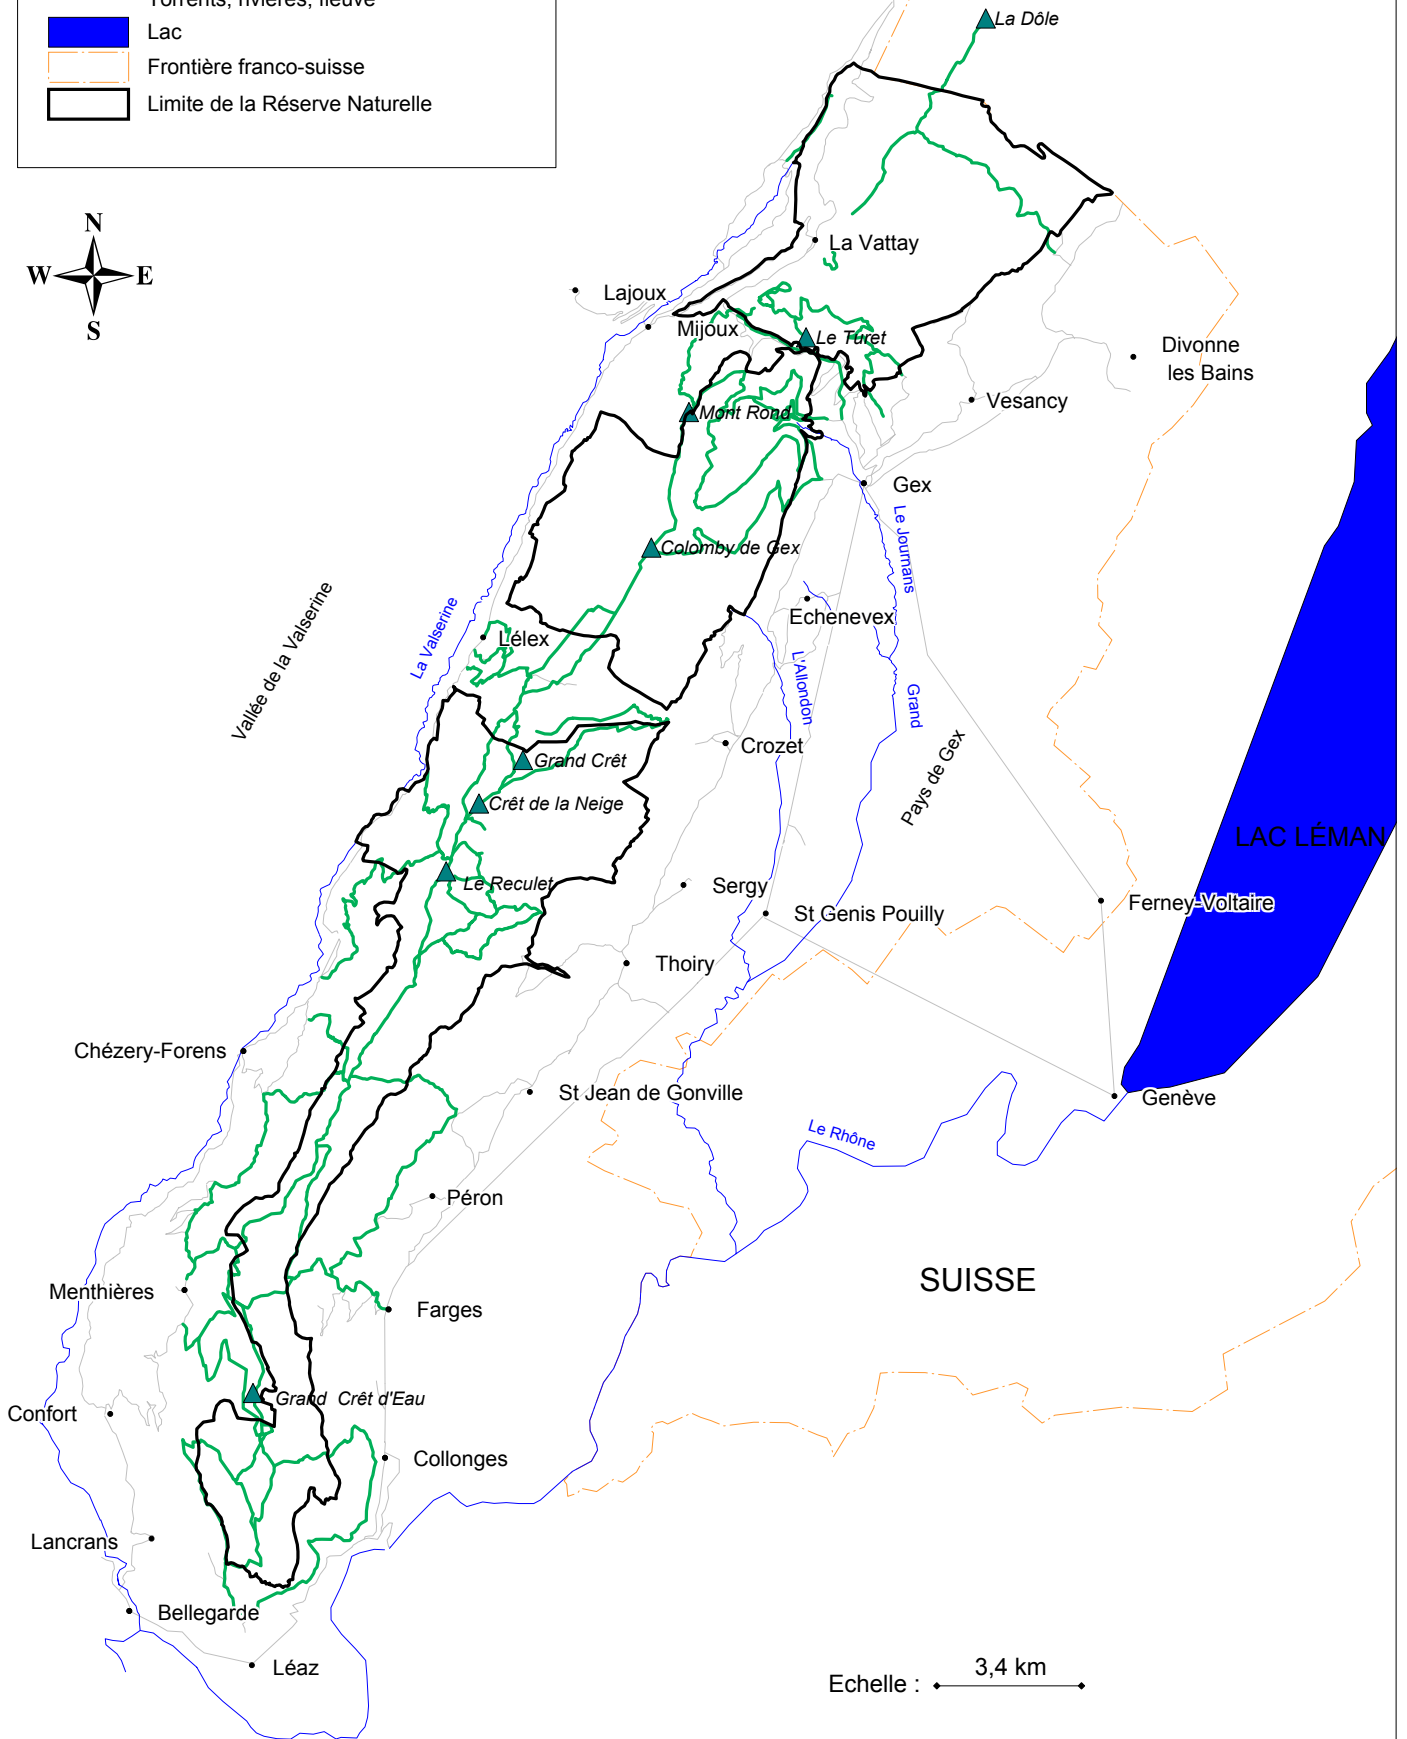 Torrents, rivières, fleuve
Lac
Frontière franco-suisse
Limite de la Réserve Naturelle
La Dôle
N
W E
S
La Vattay
Lajoux
Mijoux
Le Turet
Divonne
les Bains
Vesancy
Mont Rond
Gex
Le Journans
Colomby de Gex
Vallée de la Valserine
La Valserine
Echenevex
Lélex
L'Allondon
Grand
Crozet
Pays de Gex
Grand Crêt
Crêt de la Neige
LAC LÉMAN
Le Reculet
Sergy
St Genis Pouilly
Ferney-Voltaire
Thoiry
Chézery-Forens
St Jean de Gonville
Genève
Le Rhône
Péron
SUISSE
Menthières
Farges
Grand Crêt d'Eau
Confort
Collonges
Lancrans
Bellegarde
Léaz
3,4 km
Echelle :